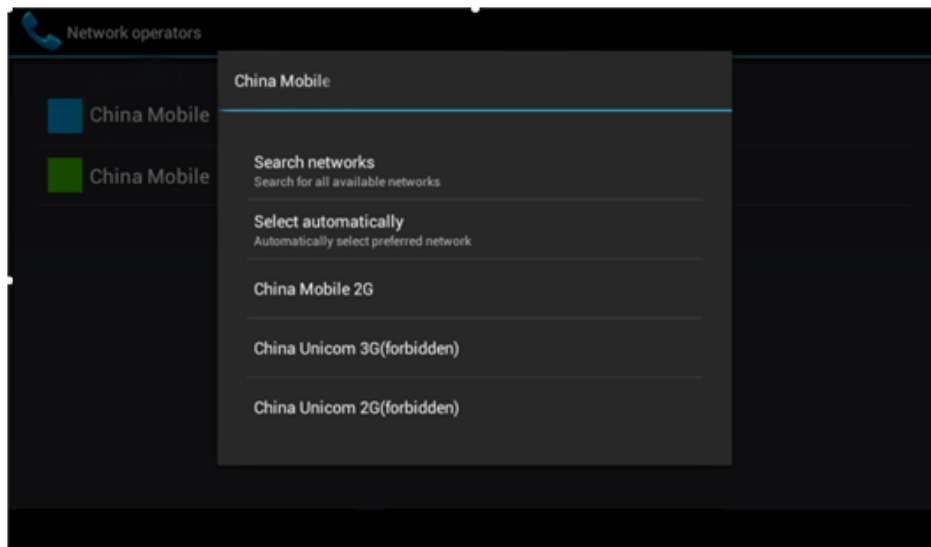 Network operators
China Mobile
China Mobile
China Mobile
Search networks
Search for all available networks
Select automatically
Automatically select preferred network
China Mobile 2G
China Unicom 3G(forbidden)
China Unicom 2G(forbidden)